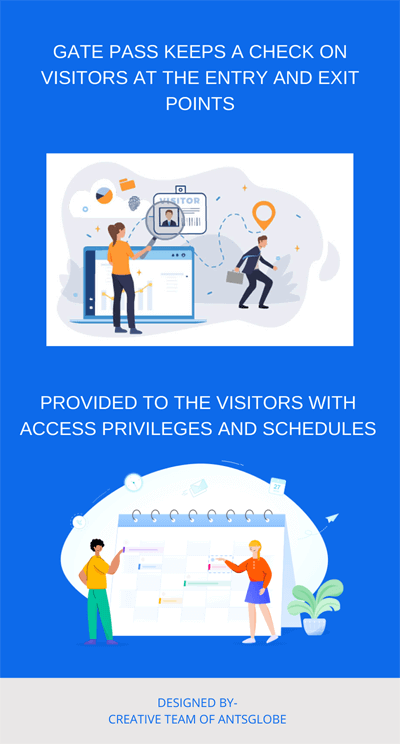 GATE PASS KEEPS A CHECK ON
VISITORS AT THE ENTRY AND EXIT
POINTS
VISITOR
PROVIDED TO THE VISITORS WITH
ACCESS PRIVILEGES AND SCHEDULES
27
DESIGNED BY-
CREATIVE TEAM OF ANTSGLOBE